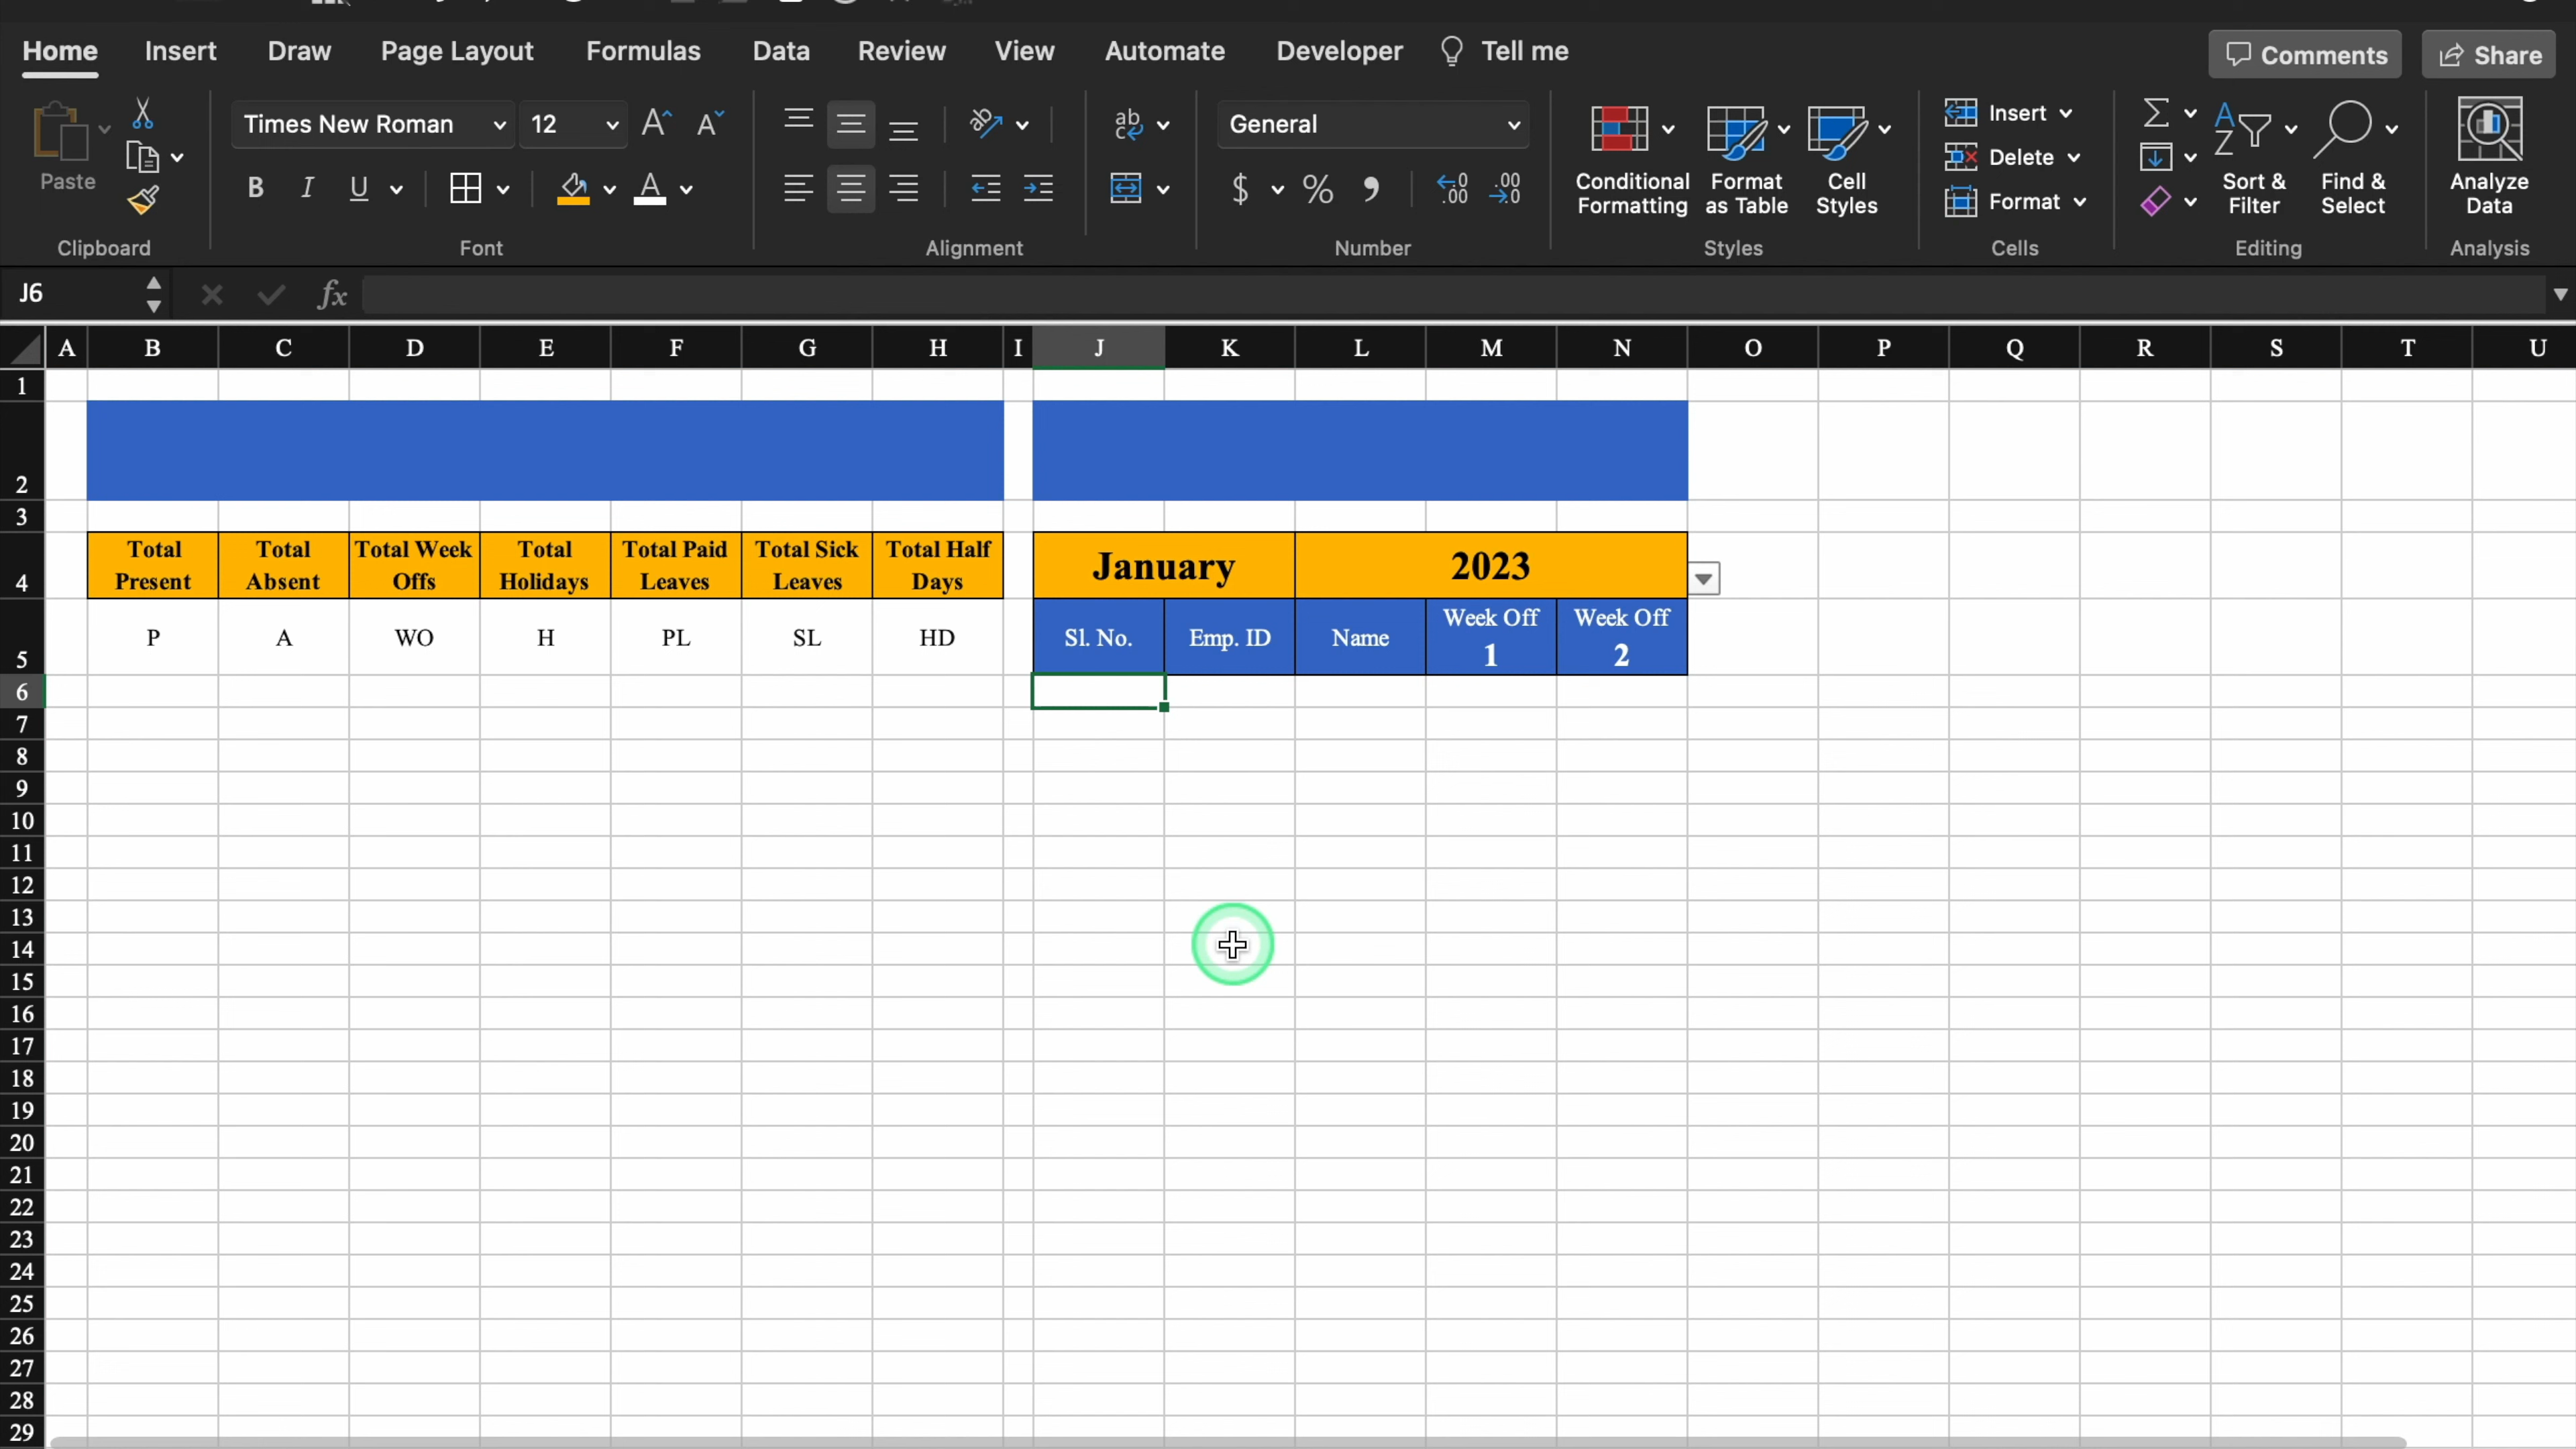 Home Insert Draw Page Layout Formulas Data Review View Automate Developer Tell me Comments Share
Paste
Clipboard
Times New Roman 12
B I U A
Font
ab
Alignment
ab
c
General
$ % 9 .00
Number
Conditional
Formatting
Format
as Table
Cell
Styles
Styles
Insert
Delete
Format
Cells
Sort &
Filter
Find &
Select
Editing
Analyze
Data
Analysis
J6 fx
A B C D E F G H I J K L M N O P Q R S T U
1
2
3
4 Total Present Total Absent Total Week Offs Total Holidays Total Paid Leaves Total Sick Leaves Total Half Days January 2023
5 P A WO H PL SL HD Sl. No. Emp. ID Name Week Off 1 Week Off 2
6
7
8
9
10
11
12
13
14
15
16
17
18
19
20
21
22
23
24
25
26
27
28
29